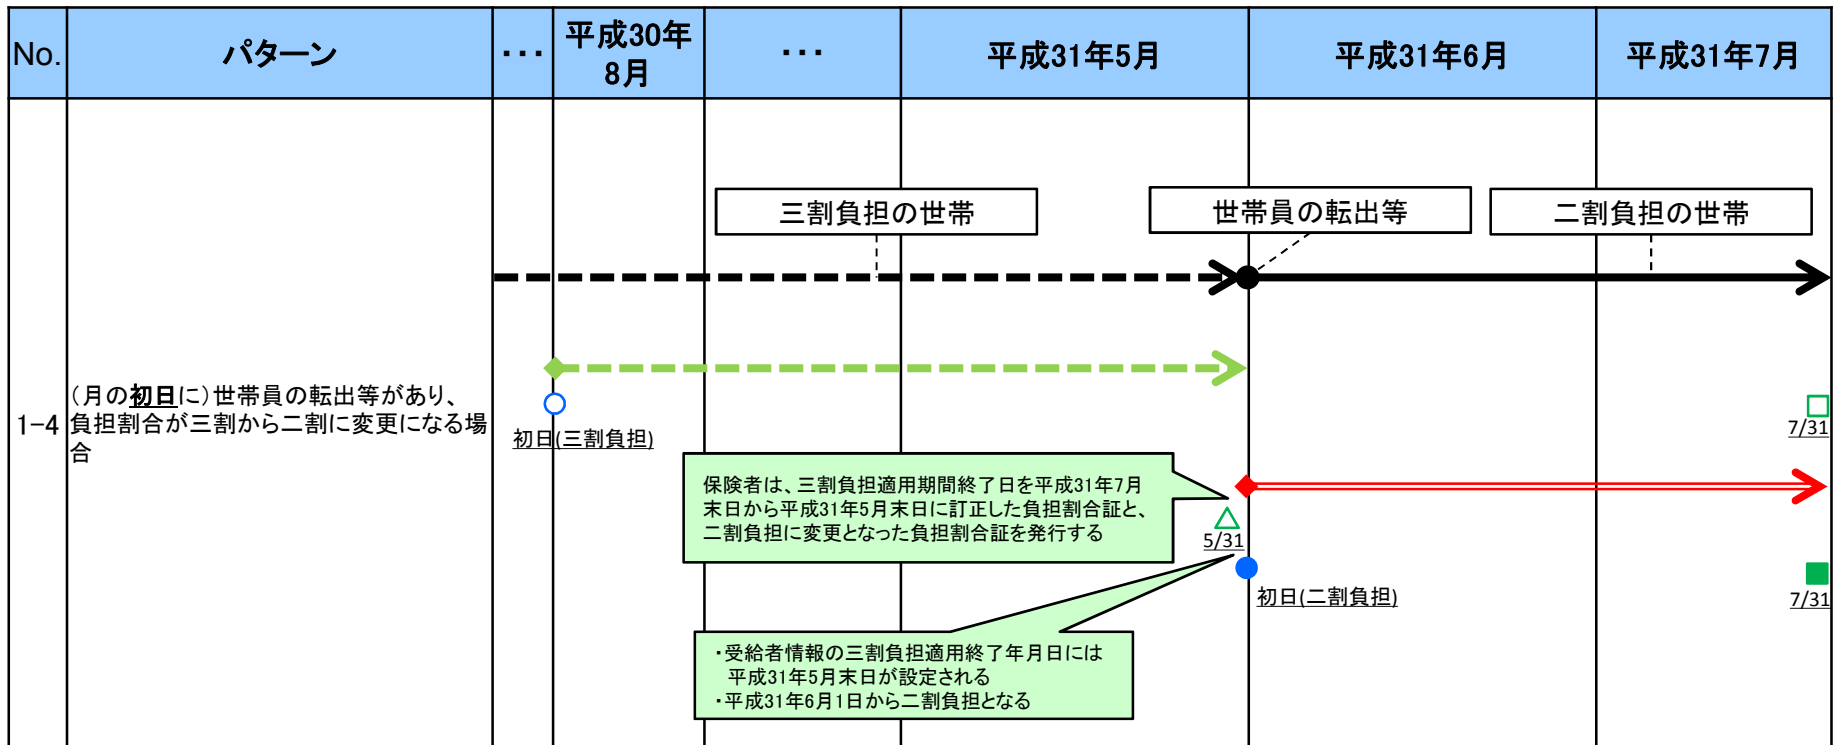 No.
パターン
・・・
平成30年
8月
・・・
平成31年5月
平成31年6月
平成31年7月
三割負担の世帯
世帯員の転出等
二割負担の世帯
1-4
（月の初日に）世帯員の転出等があり、
負担割合が三割から二割に変更になる場
合
初日(三割負担)
7/31
保険者は、三割負担適用期間終了日を平成31年7月
末日から平成31年5月末日に訂正した負担割合証と、
二割負担に変更となった負担割合証を発行する
5/31
初日(二割負担)
7/31
・受給者情報の三割負担適用終了年月日には
平成31年5月末日が設定される
・平成31年6月1日から二割負担となる